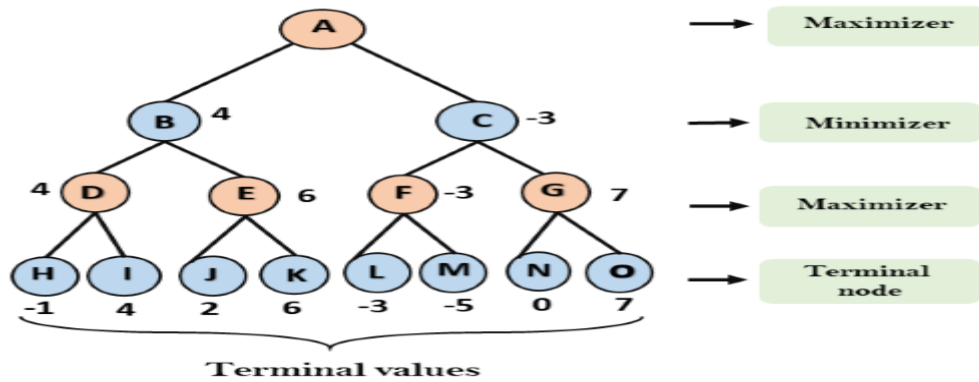 A
Maximizer
B 4 C -3
Minimizer
4 D E 6 F -3 G 7
Maximizer
H I J K L M N O
Terminal
node
-1 4 2 6 -3 -5 0 7
Terminal values